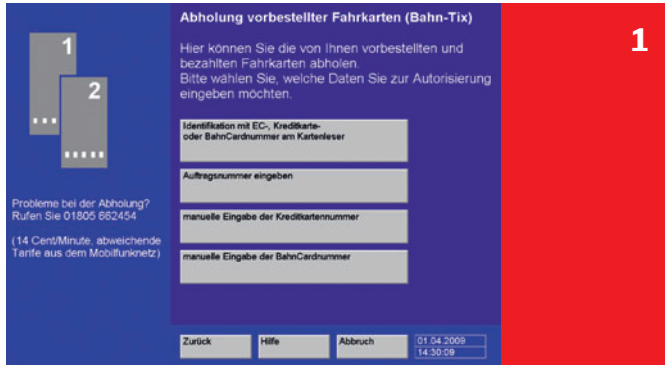 Abholung vorbestellter Fahrkarten (Bahn-Tix)
Hier können Sie die von Ihnen vorbestellten und
bezahlten Fahrkarten abholen.
Bitte wählen Sie, welche Daten Sie zur Autorisierung
eingeben möchten.
1
2
Identifikation mit EC-, Kreditkarte-
oder BahnCardnummer am Kartenleser
Auftragsnummer eingeben
manuelle Eingabe der Kreditkartennummer
manuelle Eingabe der BahnCardnummer
Probleme bei der Abholung?
Rufen Sie 01805 662454
(14 Cent/Minute, abweichende
Tarife aus dem Mobilfunknetz)
Zurück
Hilfe
Abbruch
01.04.2009
14:30:09
1